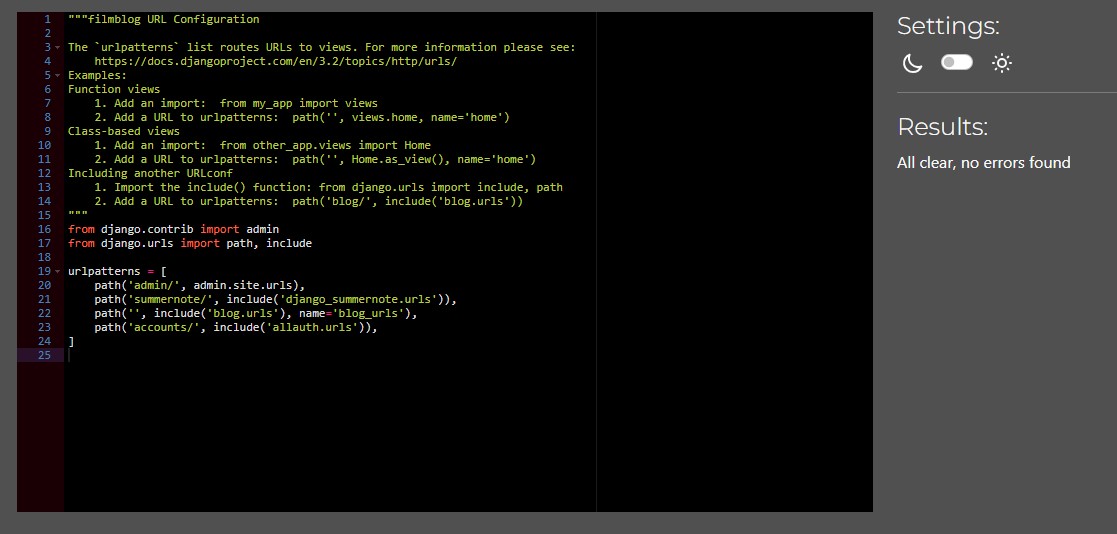 1 """filmblog URL Configuration
2
3 The `urlpatterns` list routes URLs to views. For more information please see:
4     https://docs.djangoproject.com/en/3.2/topics/http/urls/
5 Examples:
6 Function views
7     1. Add an import:  from my_app import views
8     2. Add a URL to urlpatterns:  path('', views.home, name='home')
9 Class-based views
10     1. Add an import:  from other_app.views import Home
11     2. Add a URL to urlpatterns:  path('', Home.as_view(), name='home')
12 Including another URLconf
13     1. Import the include() function: from django.urls import include, path
14     2. Add a URL to urlpatterns:  path('blog/', include('blog.urls'))
15 """
16 from django.contrib import admin
17 from django.urls import path, include
18
19 urlpatterns = [
20     path('admin/', admin.site.urls),
21     path('summernote/', include('django_summernote.urls')),
22     path('', include('blog.urls'), name='blog_urls'),
23     path('accounts/', include('allauth.urls')),
24 ]
25
Settings:
Results:
All clear, no errors found